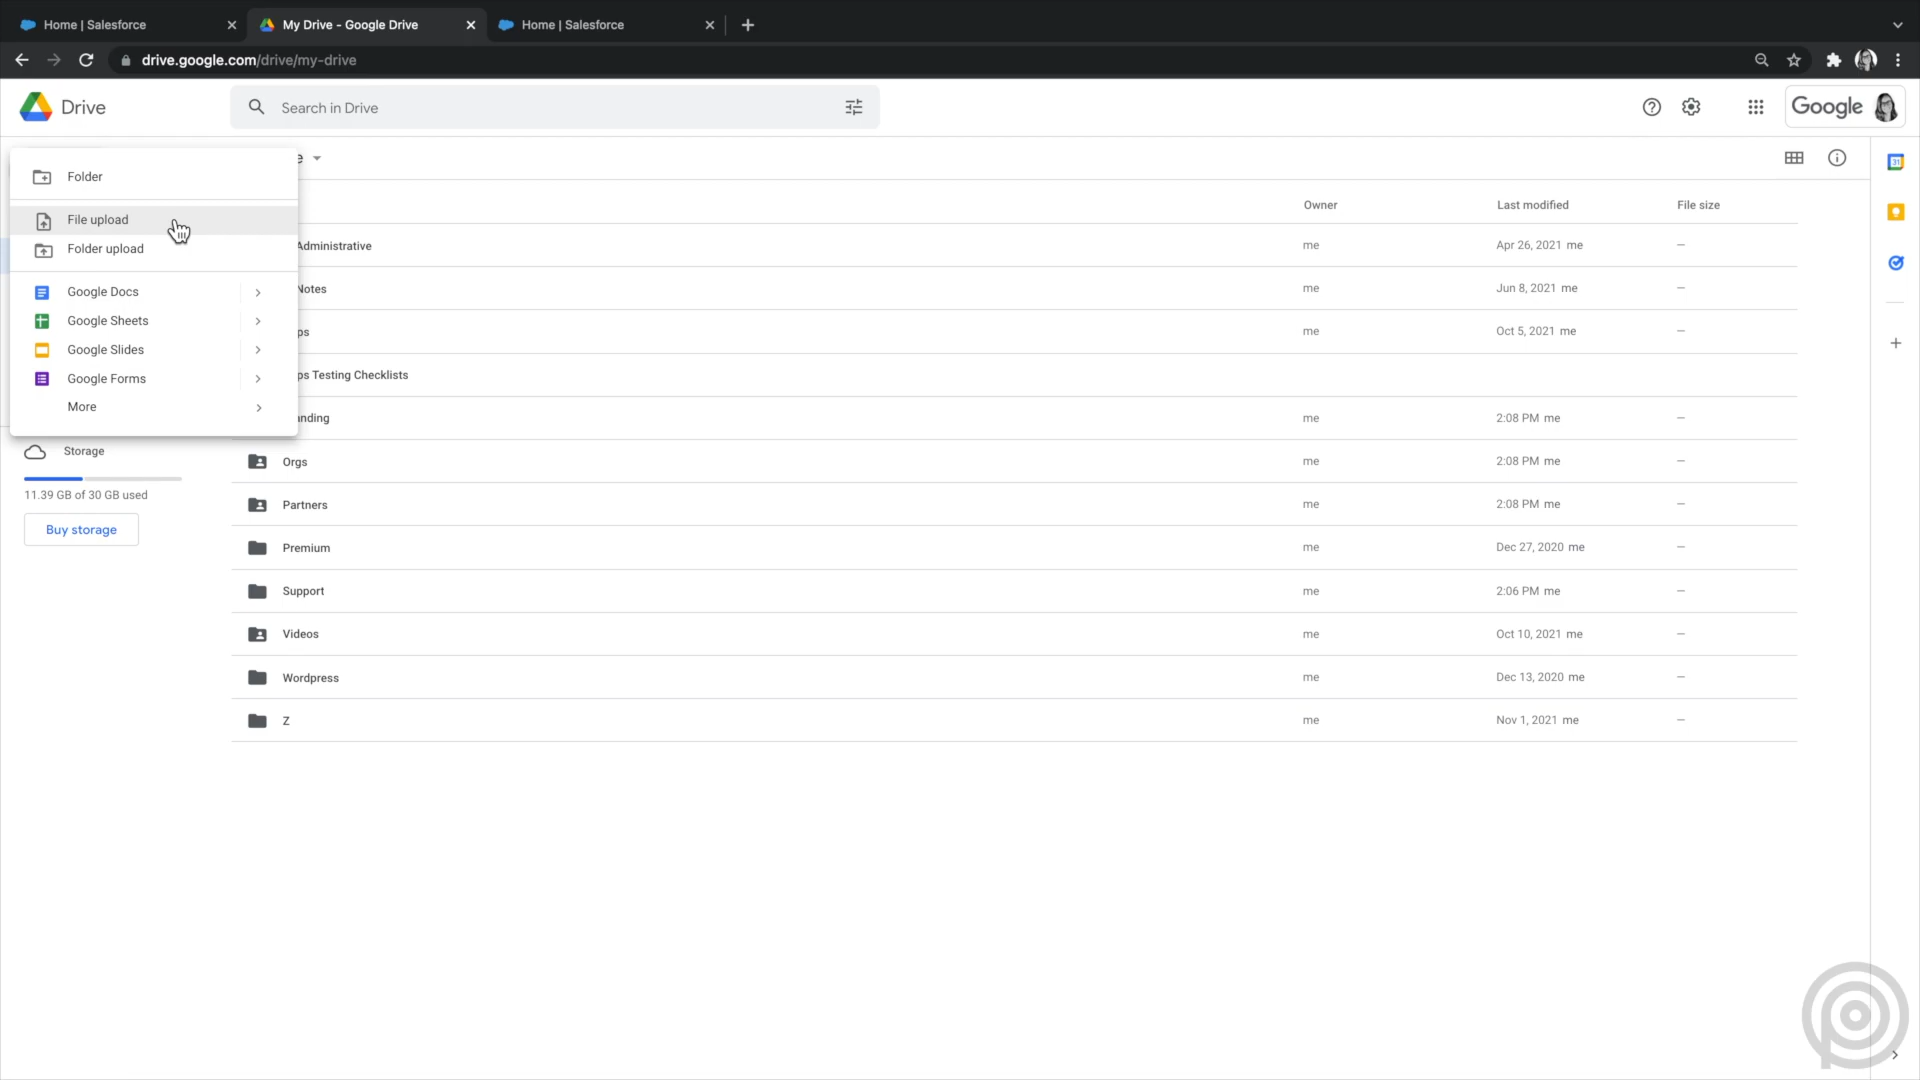 Home | Salesforce
My Drive - Google Drive
Home | Salesforce
drive.google.com/drive/my-drive
Drive
Search in Drive
Google
Folder
e
File upload
Folder upload
Google Docs
Google Sheets
Google Slides
Google Forms
More
Storage
11.39 GB of 30 GB used
Buy storage
Owner Last modified File size
Administrative me Apr 26, 2021 me —
Notes me Jun 8, 2021 me —
ps me Oct 5, 2021 me —
ps Testing Checklists
anding me 2:08 PM me —
Orgs me 2:08 PM me —
Partners me 2:08 PM me —
Premium me Dec 27, 2020 me —
Support me 2:06 PM me —
Videos me Oct 10, 2021 me —
Wordpress me Dec 13, 2020 me —
Z me Nov 1, 2021 me —
31